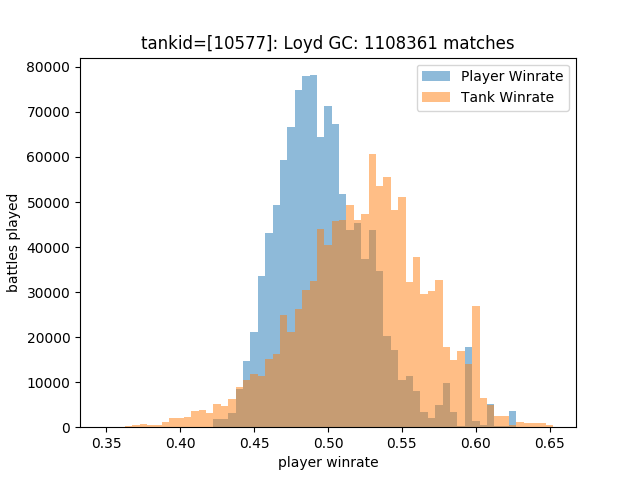 tankid=[10577]: Loyd GC: 1108361 matches
Player Winrate
Tank Winrate
battles played
80000
70000
60000
50000
40000
30000
20000
10000
0
0.35 0.40 0.45 0.50 0.55 0.60 0.65
player winrate